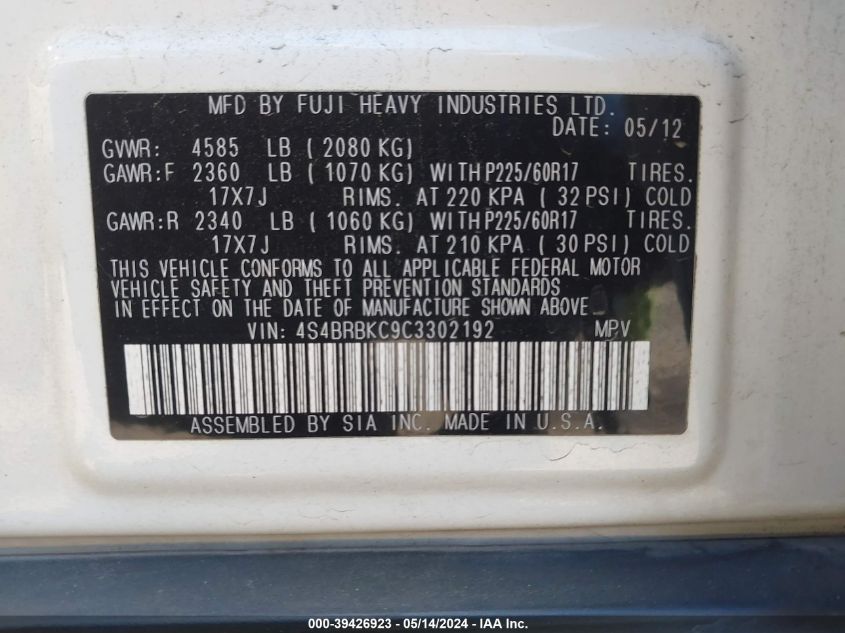 MFD BY FUJI HEAVY INDUSTRIES LTD.
DATE: 05/12
GVWR: 4585 LB ( 2080 KG)
GAWR:F 2360 LB ( 1070 KG) WITH P225/60R17 TIRES.
17X7J RIMS. AT 220 KPA ( 32 PSI) COLD
GAWR:R 2340 LB ( 1060 KG) WITH P225/60R17 TIRES.
17X7J RIMS. AT 210 KPA ( 30 PSI) COLD
THIS VEHICLE CONFORMS TO ALL APPLICABLE FEDERAL MOTOR
VEHICLE SAFETY AND THEFT PREVENTION STANDARDS
IN EFFECT ON THE DATE OF MANUFACTURE SHOWN ABOVE.
VIN: 4S4BRBKC9C3302192 MPV
ASSEMBLED BY SIA INC. MADE IN U.S.A.
000-39426923 - 05/14/2024 - IAA Inc.